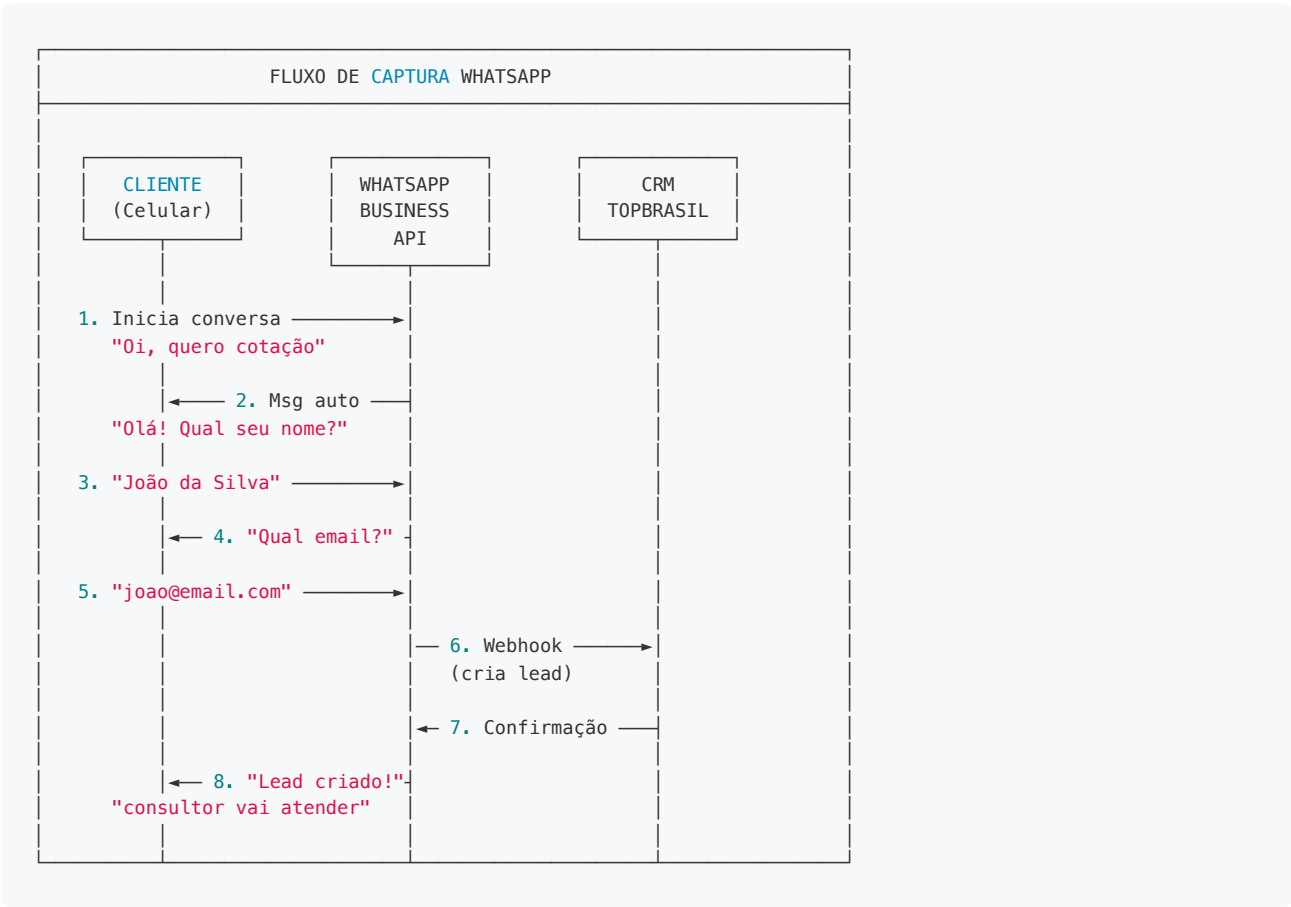 FLUXO DE CAPTURA WHATSAPP
CLIENTE
(Celular)
WHATSAPP
BUSINESS
API
CRM
TOPBRASIL
1. Inicia conversa
"Oi, quero cotação"
2. Msg auto
"Olá! Qual seu nome?"
3. "João da Silva"
4. "Qual email?"
5. "joao@email.com"
6. Webhook
(cria lead)
7. Confirmação
8. "Lead criado!"
"consultor vai atender"